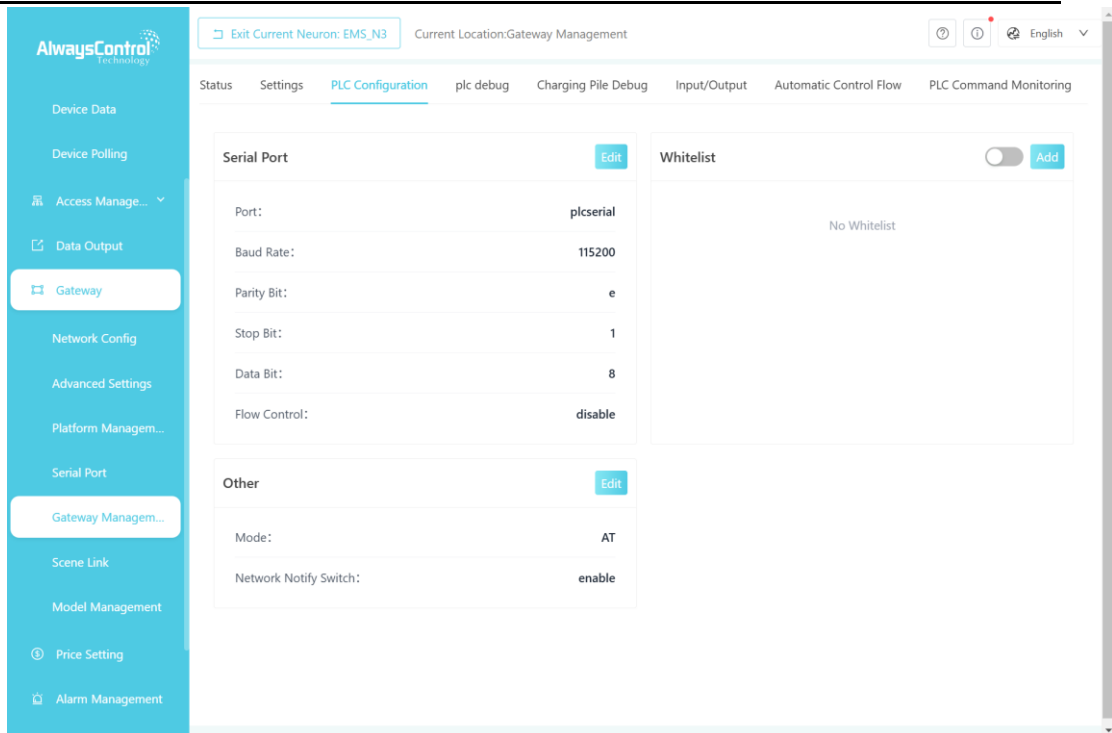 AlwaysControl
Technology
Device Data
Device Polling
Access Manage...
Data Output
Gateway
Network Config
Advanced Settings
Platform Managem...
Serial Port
Gateway Managem...
Scene Link
Model Management
Price Setting
Alarm Management
Exit Current Neuron: EMS_N3
Current Location:Gateway Management
English
Status Settings PLC Configuration plc debug Charging Pile Debug Input/Output Automatic Control Flow PLC Command Monitoring
Serial Port Edit
Port: plcserial
Baud Rate: 115200
Parity Bit: e
Stop Bit: 1
Data Bit: 8
Flow Control: disable
Whitelist Add
No Whitelist
Other Edit
Mode: AT
Network Notify Switch: enable